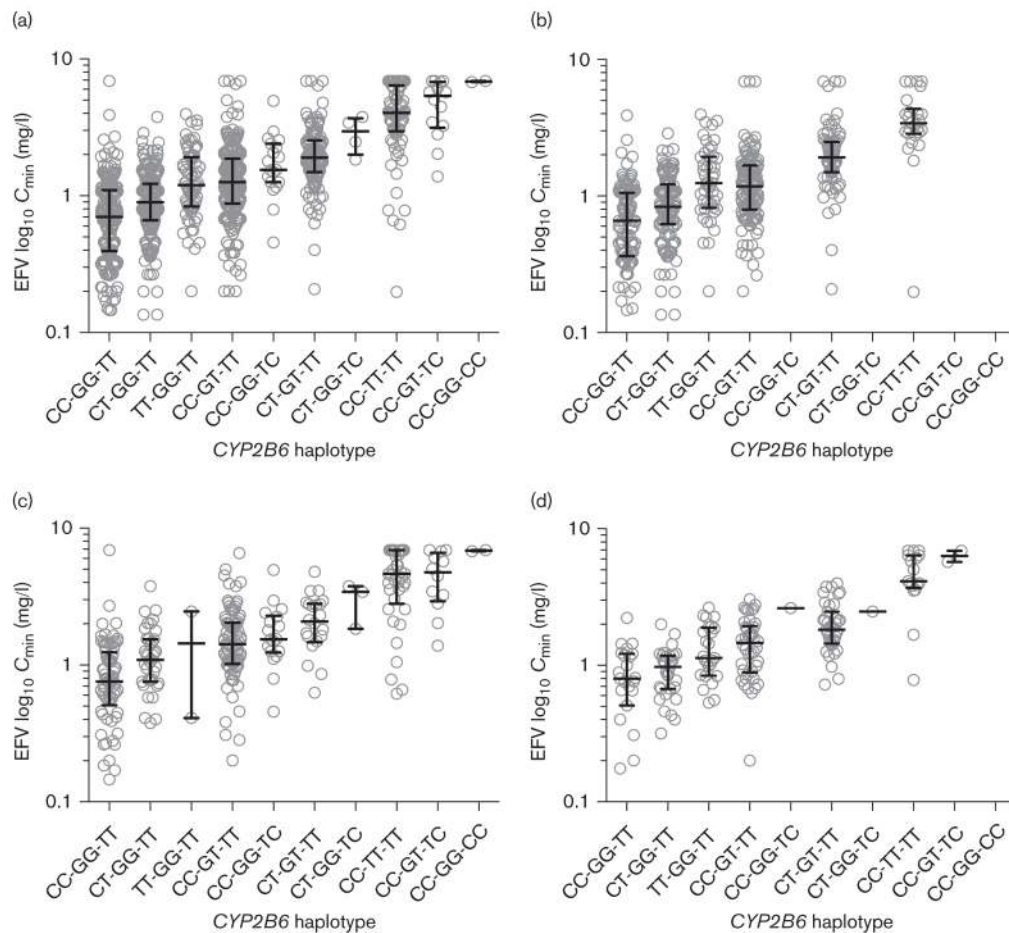 (a)
EFV log10 Cmin (mg/l)
10
1
0.1
CC-GG-TT
CT-GG-TT
TT-GG-TT
CC-GT-TT
CC-GG-TC
CT-GT-TT
CT-GG-TC
CC-TT-TT
CC-GT-TC
CC-GG-CC
CYP2B6 haplotype
(b)
EFV log10 Cmin (mg/l)
10
1
0.1
CC-GG-TT
CT-GG-TT
TT-GG-TT
CC-GT-TT
CC-GG-TC
CT-GT-TT
CT-GG-TC
CC-TT-TT
CC-GT-TC
CC-GG-CC
CYP2B6 haplotype
(c)
EFV log10 Cmin (mg/l)
10
1
0.1
CC-GG-TT
CT-GG-TT
TT-GG-TT
CC-GT-TT
CC-GG-TC
CT-GT-TT
CT-GG-TC
CC-TT-TT
CC-GT-TC
CC-GG-CC
CYP2B6 haplotype
(d)
EFV log10 Cmin (mg/l)
10
1
0.1
CC-GG-TT
CT-GG-TT
TT-GG-TT
CC-GT-TT
CC-GG-TC
CT-GT-TT
CT-GG-TC
CC-TT-TT
CC-GT-TC
CC-GG-CC
CYP2B6 haplotype